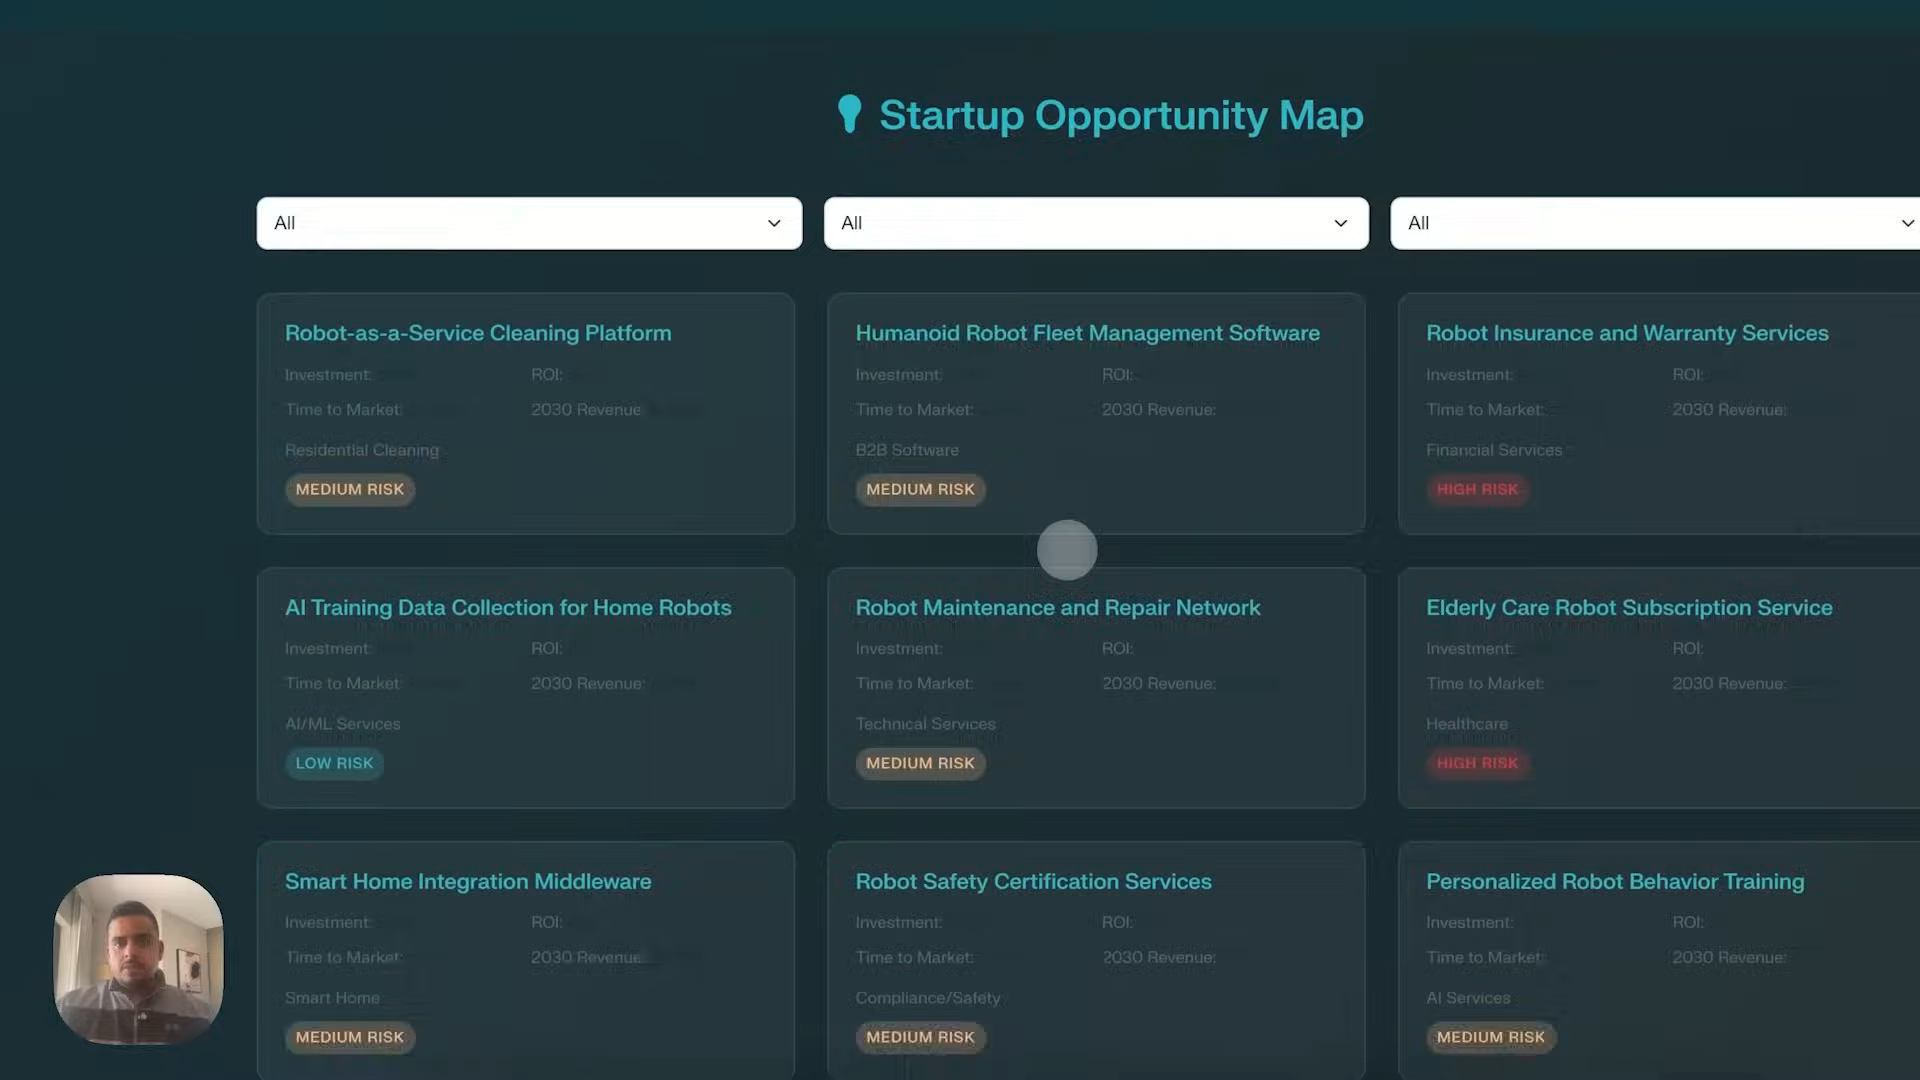 Startup Opportunity Map
All All All
Robot-as-a-Service Cleaning Platform
Investment: ROI:
Time to Market: 2030 Revenue
Residential Cleaning
MEDIUM RISK
Humanoid Robot Fleet Management Software
Investment: ROI:
Time to Market: 2030 Revenue:
B2B Software
MEDIUM RISK
Robot Insurance and Warranty Services
Investment: ROI:
Time to Market: 2030 Revenue:
Financial Services
HIGH RISK
AI Training Data Collection for Home Robots
Investment: ROI:
Time to Market: 2030 Revenue:
AI/ML Services
LOW RISK
Robot Maintenance and Repair Network
Investment: ROI:
Time to Market: 2030 Revenue:
Technical Services
MEDIUM RISK
Elderly Care Robot Subscription Service
Investment: ROI:
Time to Market: 2030 Revenue:
Healthcare
HIGH RISK
Smart Home Integration Middleware
Investment: ROI:
Time to Market: 2030 Revenue:
Smart Home
MEDIUM RISK
Robot Safety Certification Services
Investment: ROI:
Time to Market: 2030 Revenue:
Compliance/Safety
MEDIUM RISK
Personalized Robot Behavior Training
Investment: ROI:
Time to Market: 2030 Revenue:
AI Services
MEDIUM RISK